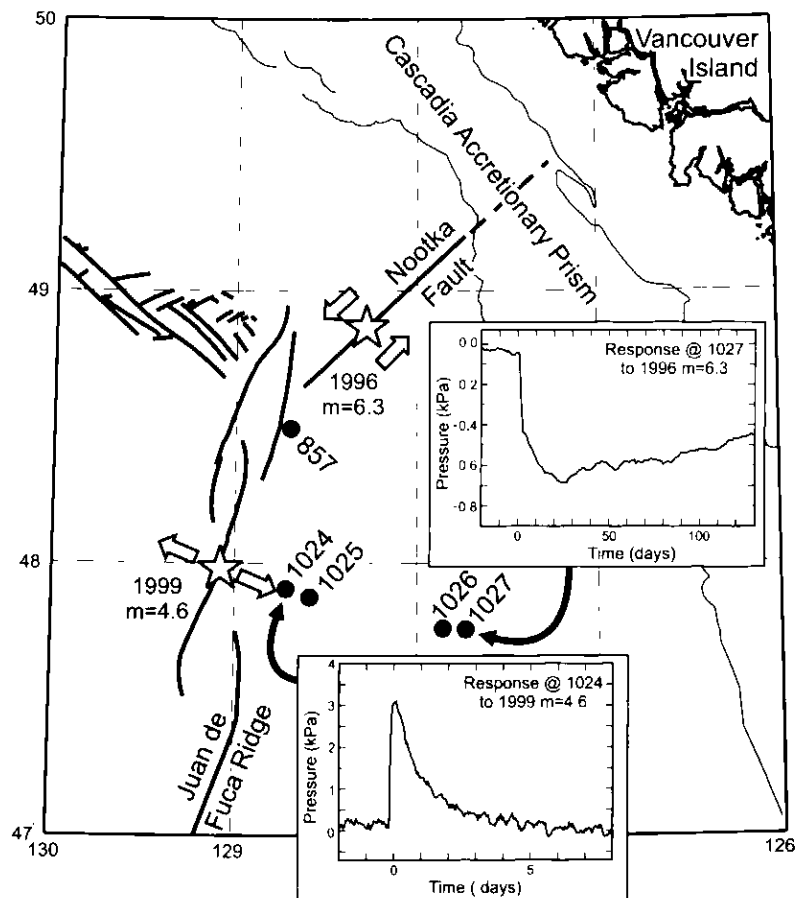 50
Vancouver
Island
Cascadia Accretionary Prism
Nootka
Fault
49
1996
m=6.3
857
Response @ 1027
to 1996 m=6.3
Pressure (kPa)
0.0
-0.2
-0.4
-0.6
-0.8
0
50
100
Time (days)
48
1999
m=4.6
1024
1025
1026
1027
Response @ 1024
to 1999 m=4 6
Pressure (kPa)
4
3
2
1
0
0
5
Time ( days)
Juan de
Fuca Ridge
47
130
129
126